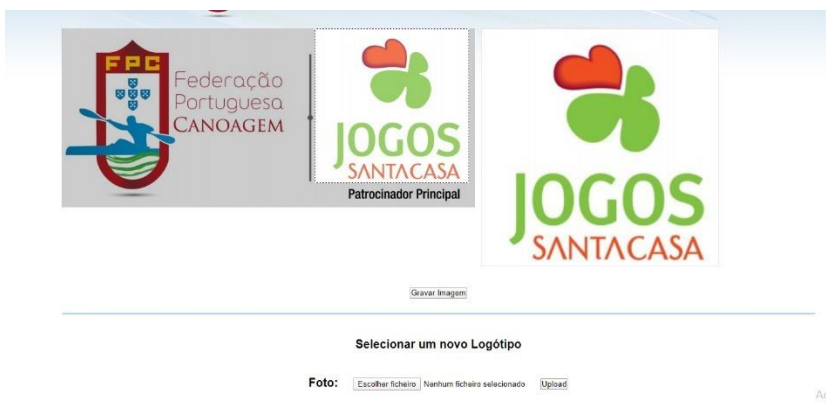 FPC
Federação
Portuguesa
CANOAGEM
JOGOS
SANTACASA
Patrocinador Principal
JOGOS
SANTACASA
Gravar Imagem
Selecionar um novo Logótipo
Foto: Escolher ficheiro Nenhum ficheiro selecionado Upload